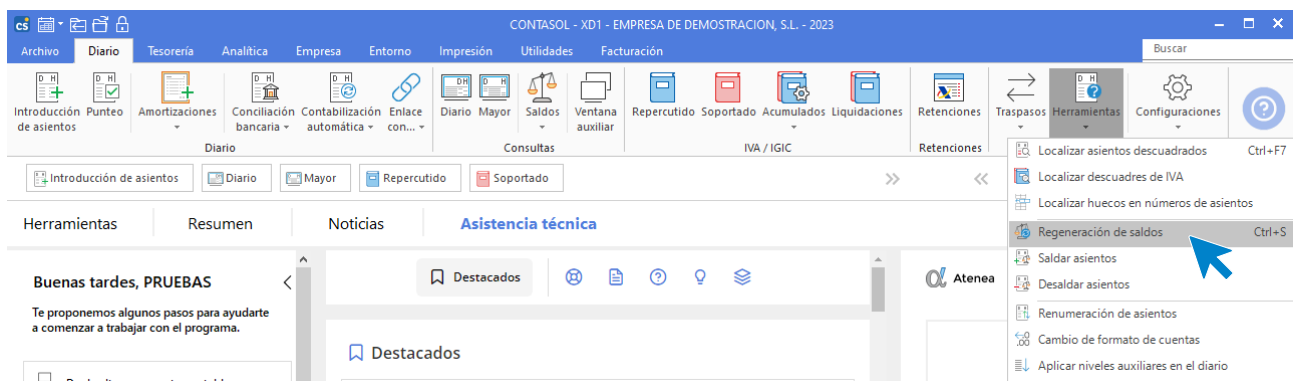 cs
CONTASOL - XD1 - EMPRESA DE DEMOSTRACION, S.L. - 2023
Archivo Diario Tesorería Analítica Empresa Entorno Impresión Utilidades Facturación Buscar
Introducción de asientos
Punteo
Amortizaciones
Conciliación bancaria
Contabilización automática
Enlace con...
Diario
Mayor
Saldos
Ventana auxiliar
Repercutido
Soportado
Acumulados
Liquidaciones
Retenciones
Traspasos
Herramientas
Configuraciones
Diario Consultas IVA / IGIC Retenciones
Introducción de asientos Diario Mayor Repercutido Soportado
Herramientas Resumen Noticias Asistencia técnica
Buenas tardes, PRUEBAS
Te proponemos algunos pasos para ayudarte
a comenzar a trabajar con el programa.
Destacados
Destacados
Atenea
Localizar asientos descuadrados Ctrl+F7
Localizar descuadres de IVA
Localizar huecos en números de asientos
Regeneración de saldos Ctrl+S
Saldar asientos
Desaldar asientos
Renumeración de asientos
Cambio de formato de cuentas
Aplicar niveles auxiliares en el diario